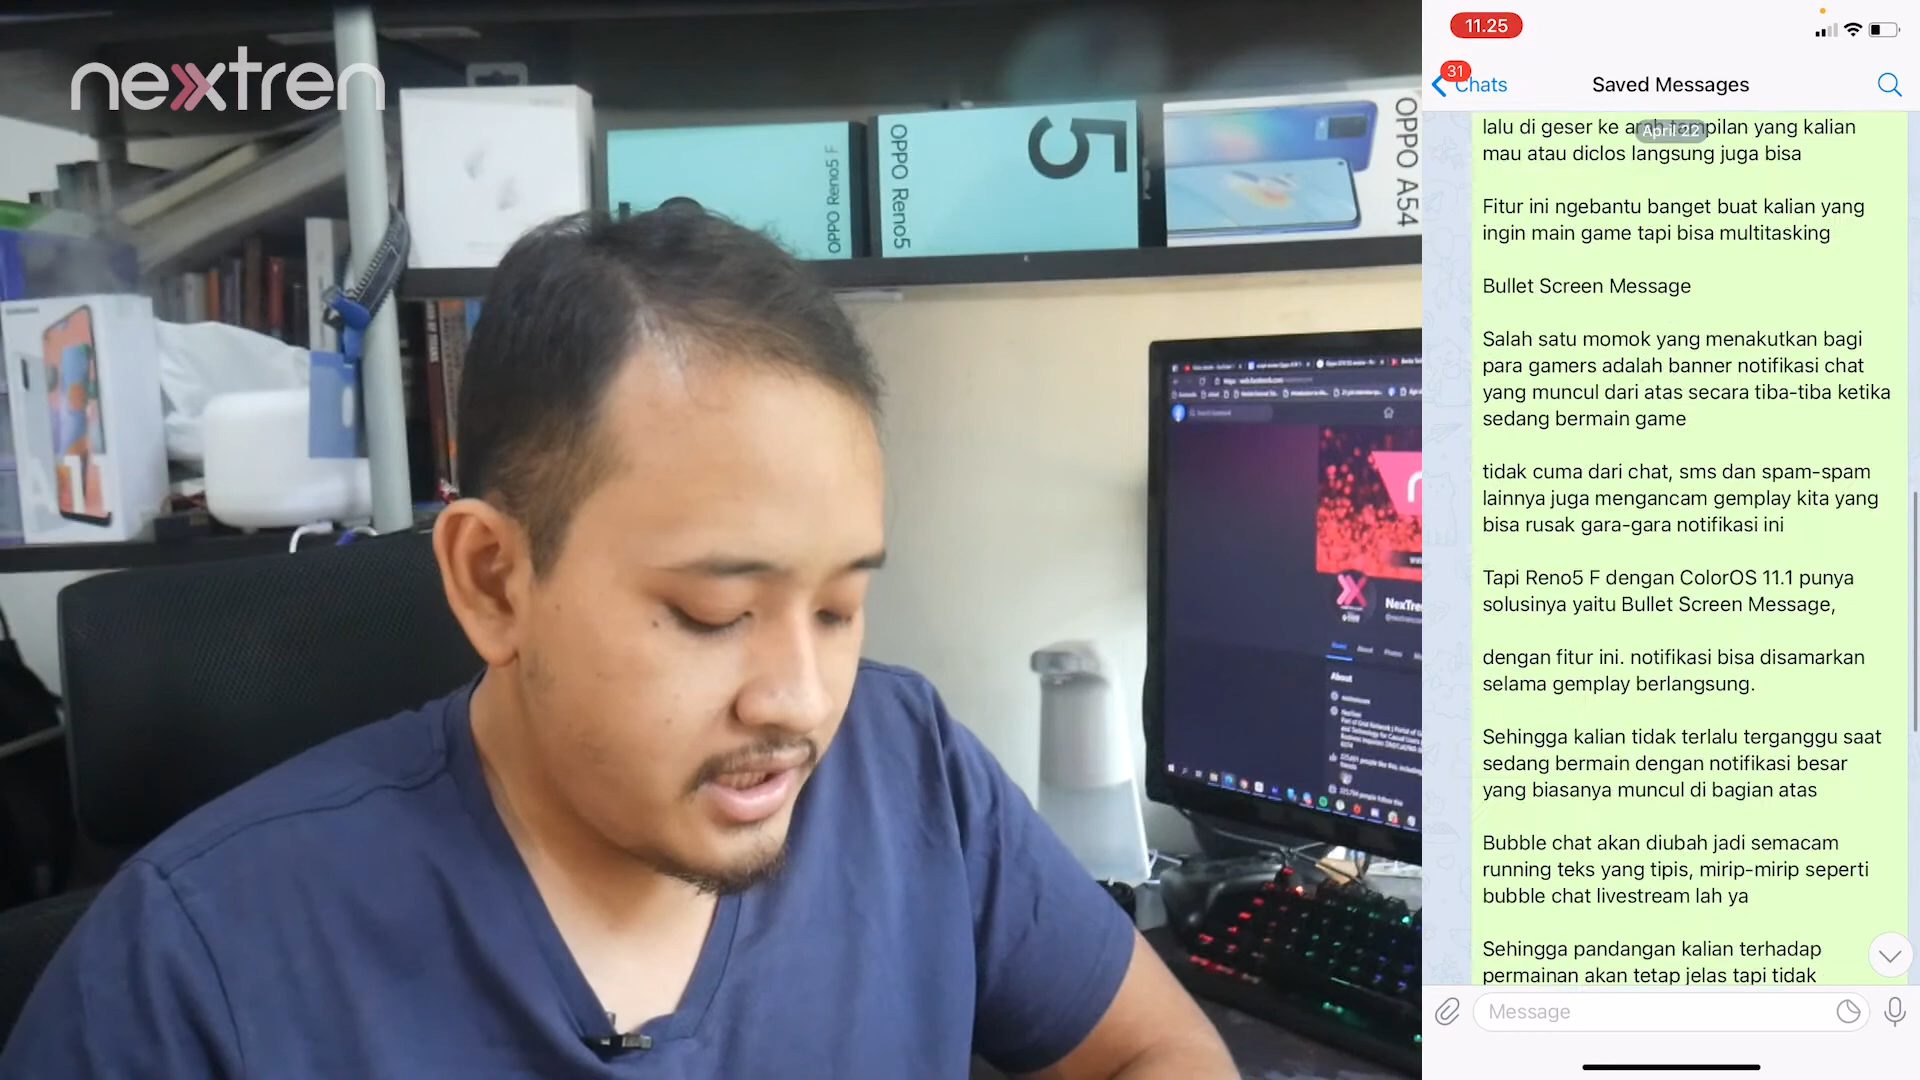 nextren
OPPO Reno5 F
OPPO Reno5
5
OPPO A54
SAMSUNG
A11
About
11.25
31
Chats
Saved Messages
April 22
lalu di geser ke arah tampilan yang kalian
mau atau diclos langsung juga bisa
Fitur ini ngebantu banget buat kalian yang
ingin main game tapi bisa multitasking
Bullet Screen Message
Salah satu momok yang menakutkan bagi
para gamers adalah banner notifikasi chat
yang muncul dari atas secara tiba-tiba ketika
sedang bermain game
tidak cuma dari chat, sms dan spam-spam
lainnya juga mengancam gemplay kita yang
bisa rusak gara-gara notifikasi ini
Tapi Reno5 F dengan ColorOS 11.1 punya
solusinya yaitu Bullet Screen Message,
dengan fitur ini. notifikasi bisa disamarkan
selama gemplay berlangsung.
Sehingga kalian tidak terlalu terganggu saat
sedang bermain dengan notifikasi besar
yang biasanya muncul di bagian atas
Bubble chat akan diubah jadi semacam
running teks yang tipis, mirip-mirip seperti
bubble chat livestream lah ya
Sehingga pandangan kalian terhadap
permainan akan tetap jelas tapi tidak
Message